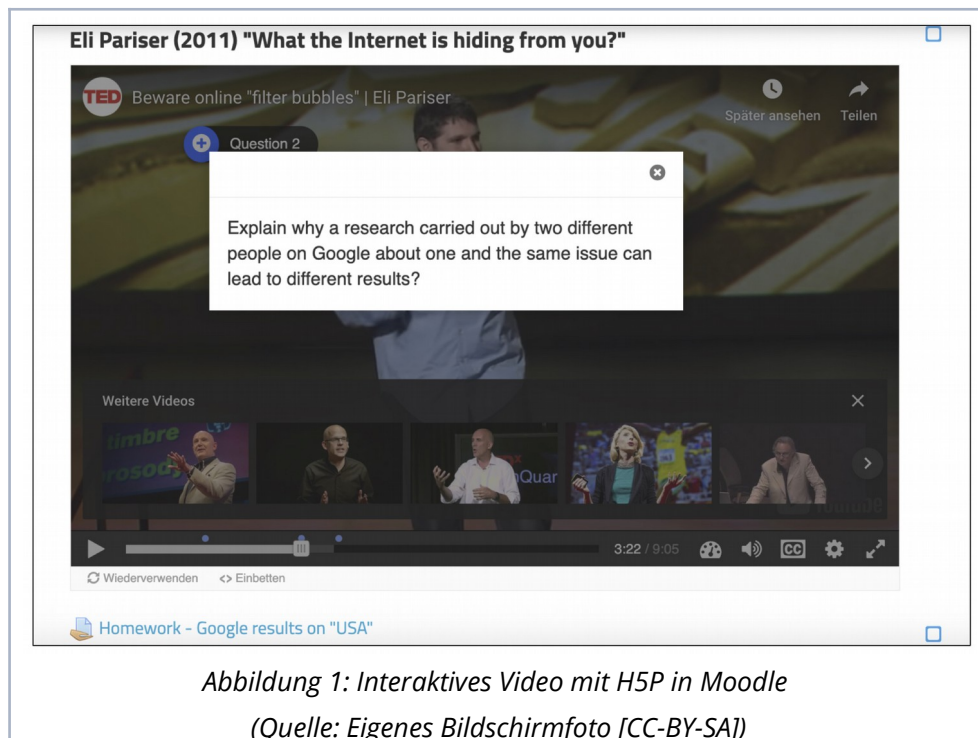 Eli Pariser (2011) "What the Internet is hiding from you?"
TED
Beware online "filter bubbles" | Eli Pariser
Später ansehen
Teilen
Question 2
Explain why a research carried out by two different
people on Google about one and the same issue can
lead to different results?
Weitere Videos
timbre
prosody
Quar
3:22 / 9:05
CC
Wiederverwenden
<> Einbetten
Homework - Google results on "USA"
Abbildung 1: Interaktives Video mit H5P in Moodle
(Quelle: Eigenes Bildschirmfoto [CC-BY-SA])